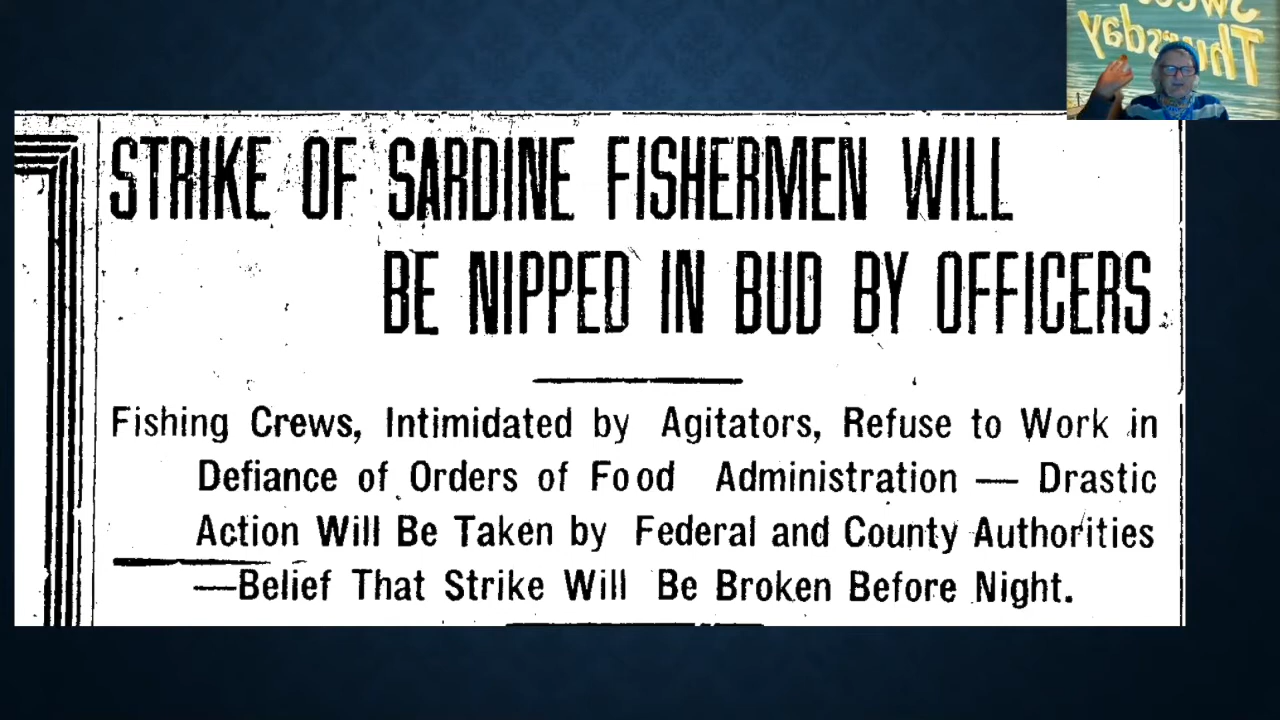 Sweet
Thursday
STRIKE OF SARDINE FISHERMEN WILL
BE NIPPED IN BUD BY OFFICERS
Fishing Crews, Intimidated by Agitators, Refuse to Work in
Defiance of Orders of Food Administration — Drastic
Action Will Be Taken by Federal and County Authorities
—Belief That Strike Will Be Broken Before Night.